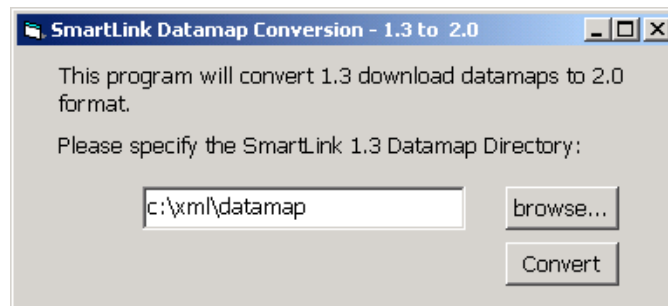 SmartLink Datamap Conversion - 1.3 to  2.0
This program will convert 1.3 download datamaps to 2.0
format.
Please specify the SmartLink 1.3 Datamap Directory:
c:\xml\datamap
browse...
Convert